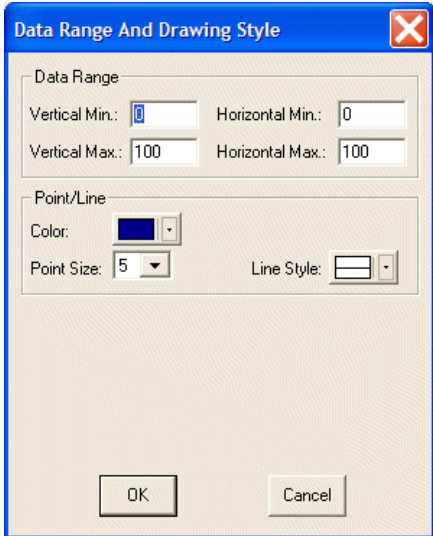 Data Range And Drawing Style
Data Range
Vertical Min.: 0 Horizontal Min.: 0
Vertical Max.: 100 Horizontal Max.: 100
Point/Line
Color:
Point Size: 5 Line Style:
OK Cancel